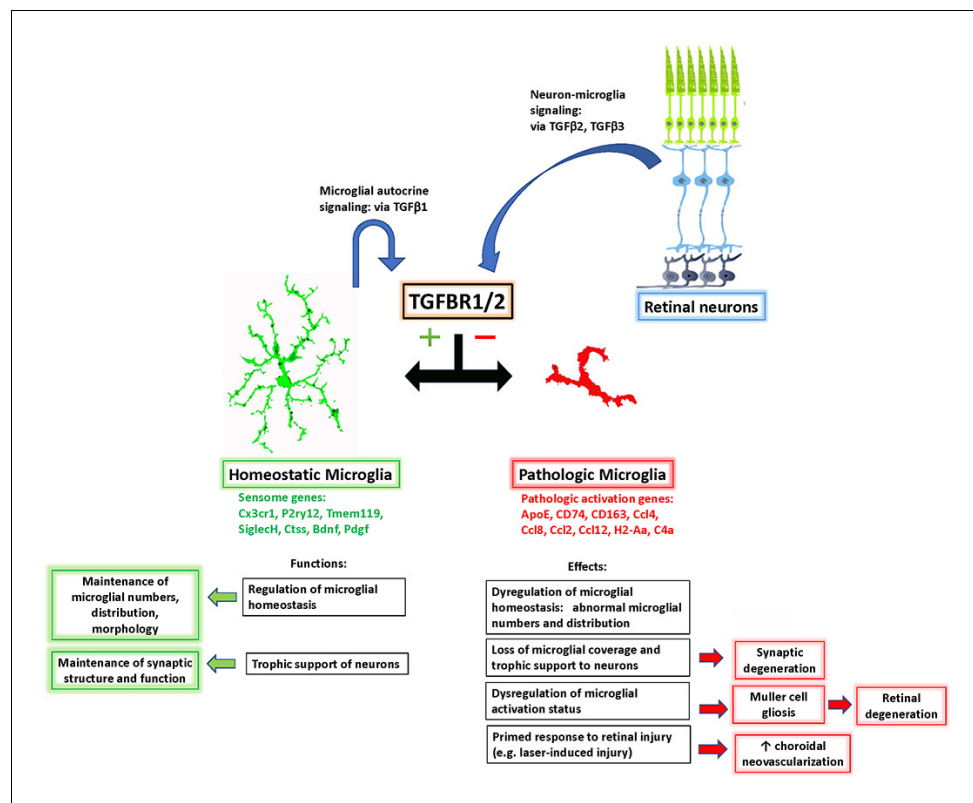 Neuron-microglia
signaling:
via TGFβ2, TGFβ3
Microglial autocrine
signaling: via TGFβ1
TGFBR1/2
+
−
Retinal neurons
Homeostatic Microglia
Sensome genes:
Cx3cr1, P2ry12, Tmem119,
SiglecH, Ctss, Bdnf, Pdgf
Pathologic Microglia
Pathologic activation genes:
ApoE, CD74, CD163, Ccl4,
Ccl8, Ccl2, Ccl12, H2-Aa, C4a
Functions:
Maintenance of
microglial numbers,
distribution,
morphology
Regulation of microglial
homeostasis
Maintenance of synaptic
structure and function
Trophic support of neurons
Effects:
Dyregulation of microglial
homeostasis: abnormal microglial
numbers and distribution
Loss of microglial coverage and
trophic support to neurons
Synaptic
degeneration
Dysregulation of microglial
activation status
Muller cell
gliosis
Retinal
degeneration
Primed response to retinal injury
(e.g. laser-induced injury)
↑ choroidal
neovascularization